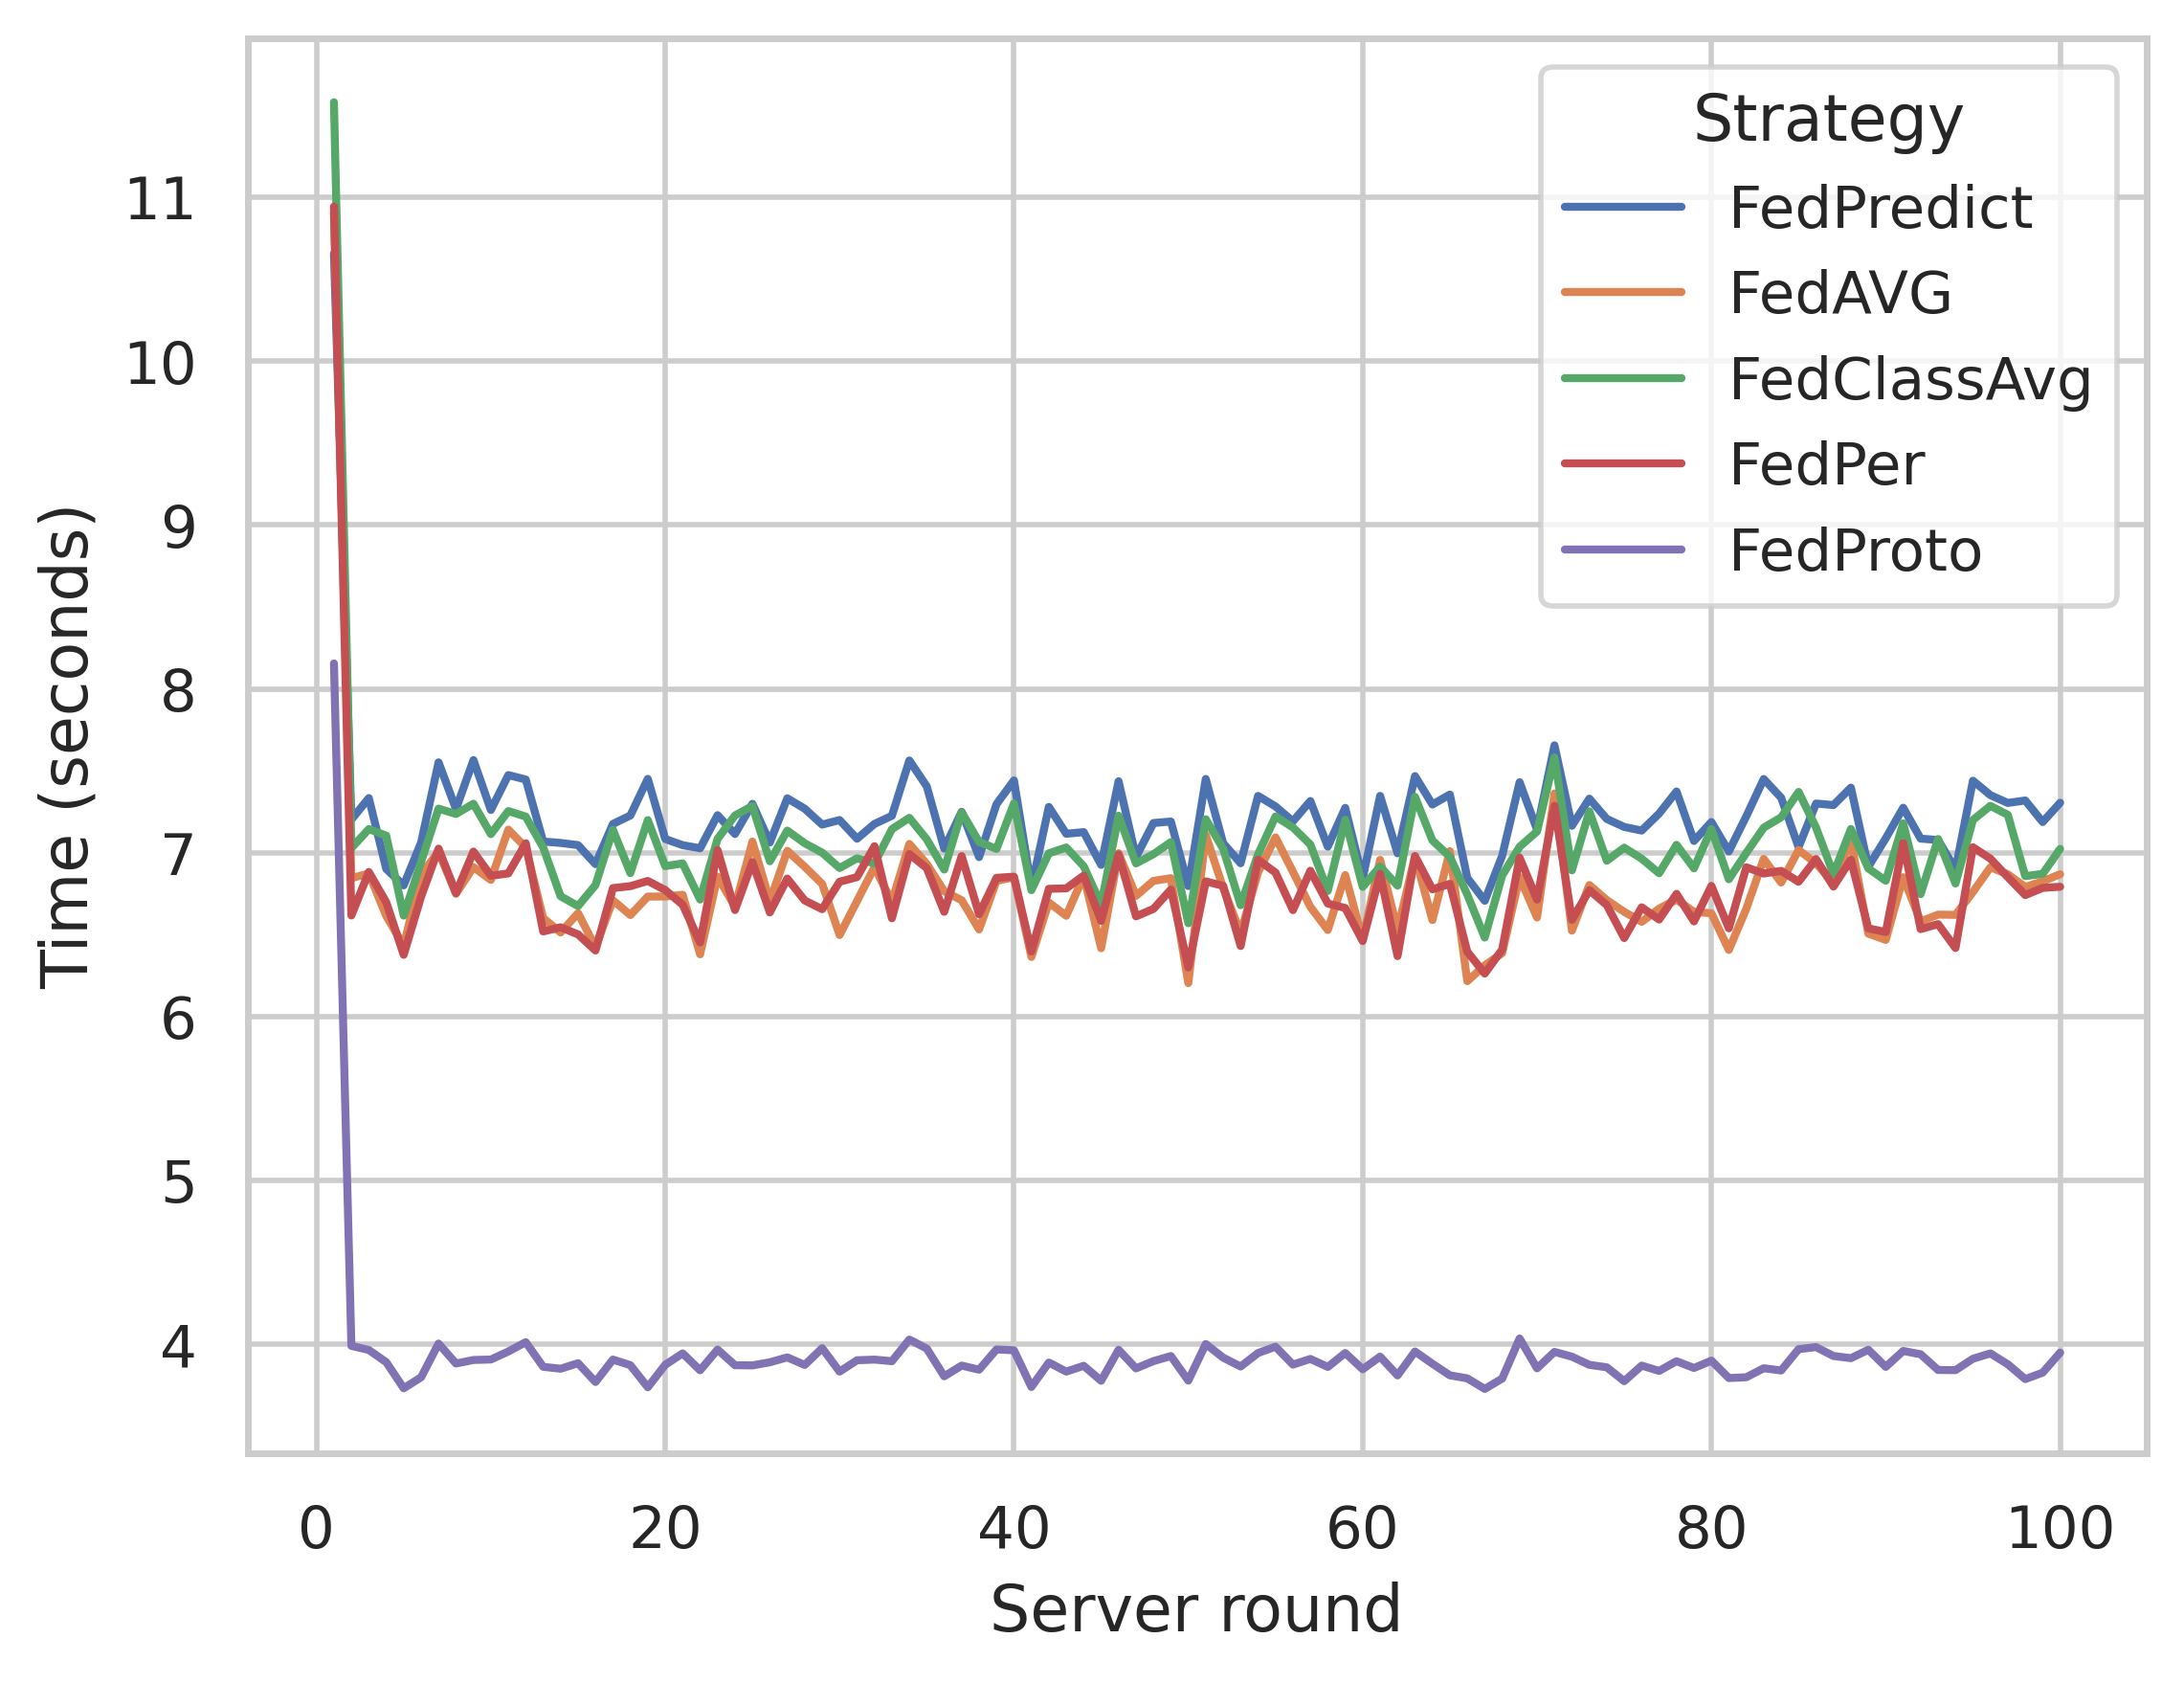 Strategy
FedPredict
FedAVG
FedClassAvg
FedPer
FedProto
11
10
9
8
7
6
5
4
Time (seconds)
0 20 40 60 80 100
Server round